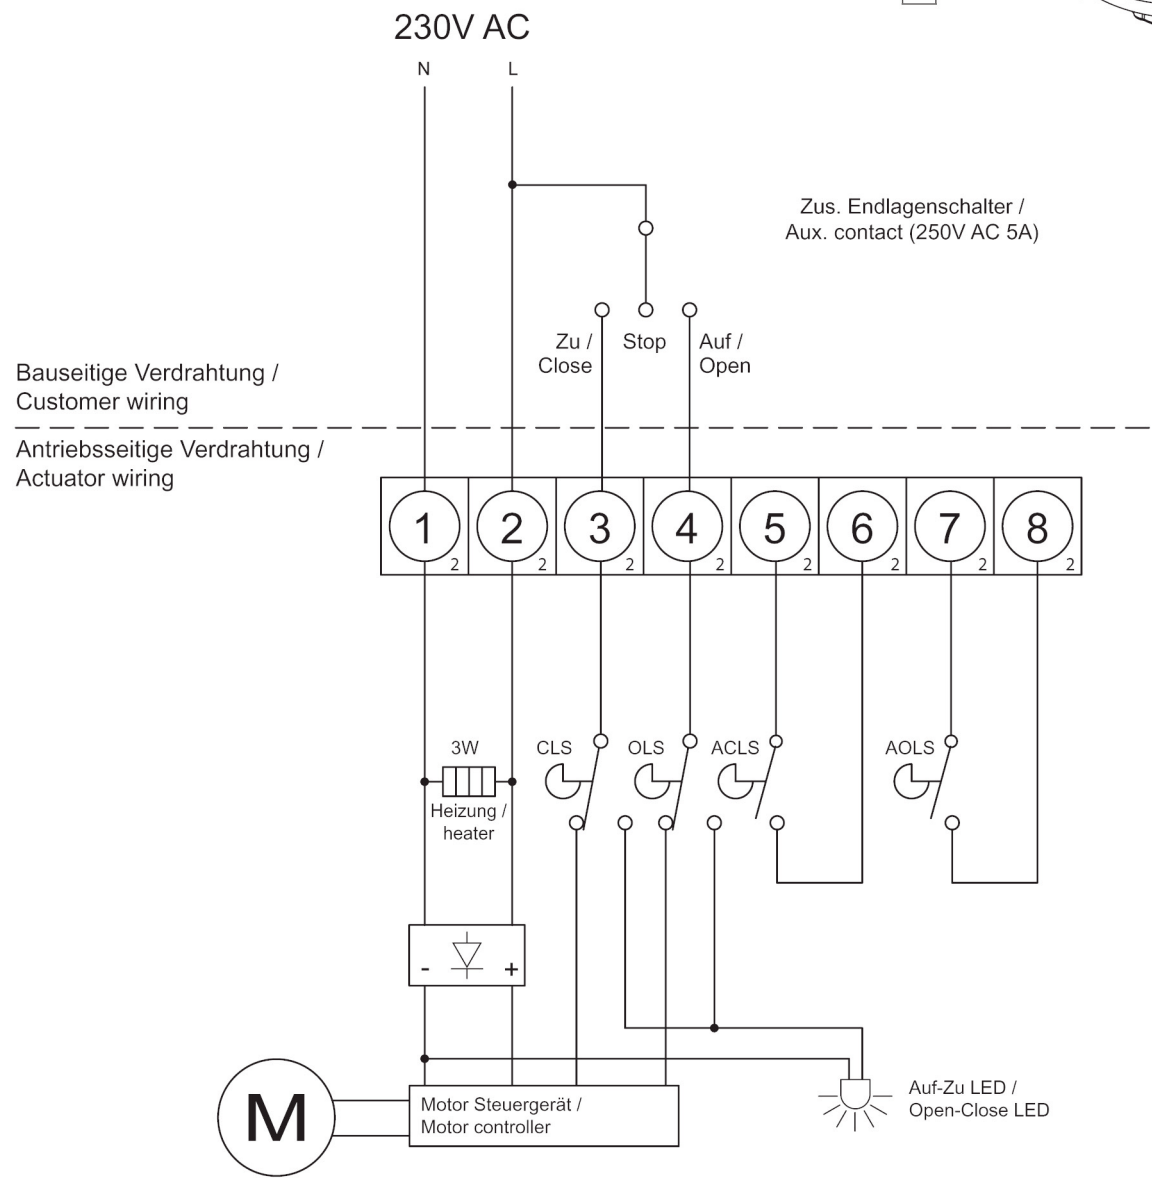 230V AC
N L
Zus. Endlagenschalter /
Aux. contact (250V AC 5A)
Zu /
Close
Stop
Auf /
Open
Bauseitige Verdrahtung /
Customer wiring
Antriebsseitige Verdrahtung /
Actuator wiring
1 2 3 4 5 6 7 8
2 2 2 2 2 2 2 2
3W
CLS OLS ACLS AOLS
Heizung /
heater
- +
M
Motor Steuergerät /
Motor controller
Auf-Zu LED /
Open-Close LED